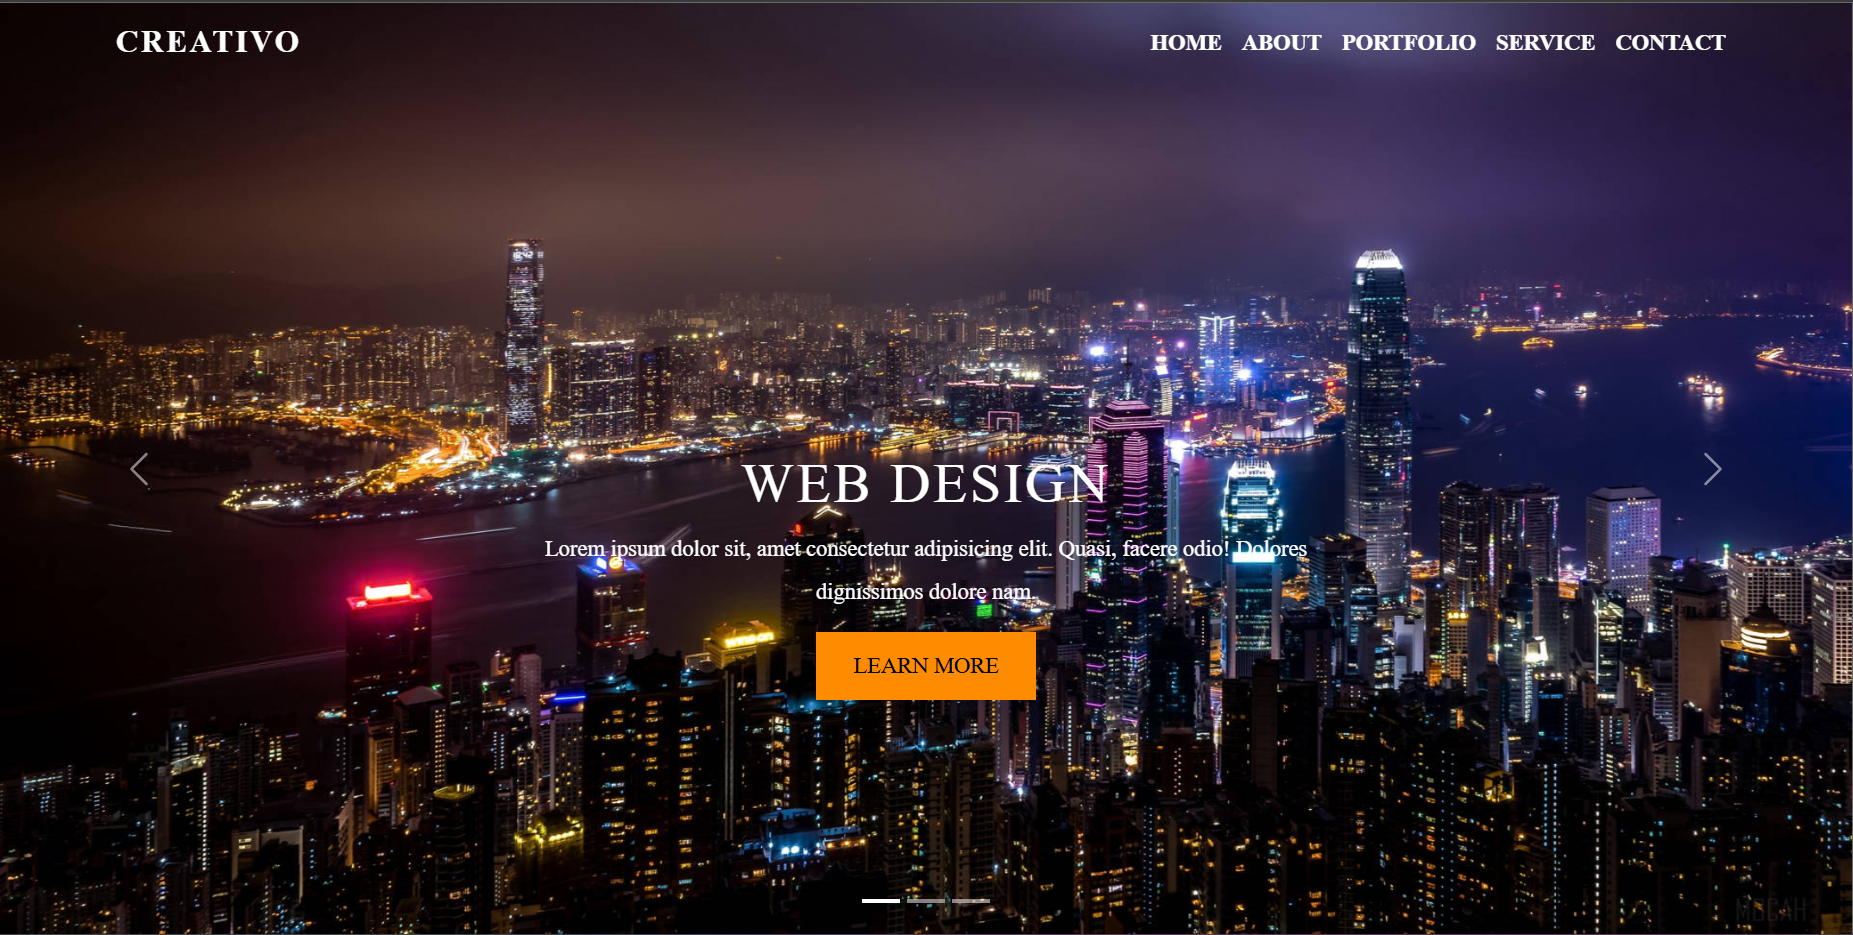 CREATIVO
HOME ABOUT PORTFOLIO SERVICE CONTACT
WEB DESIGN
Lorem ipsum dolor sit, amet consectetur adipisicing elit. Quasi, facere odio! Dolores
dignissimos dolore nam.
LEARN MORE
MOCAH